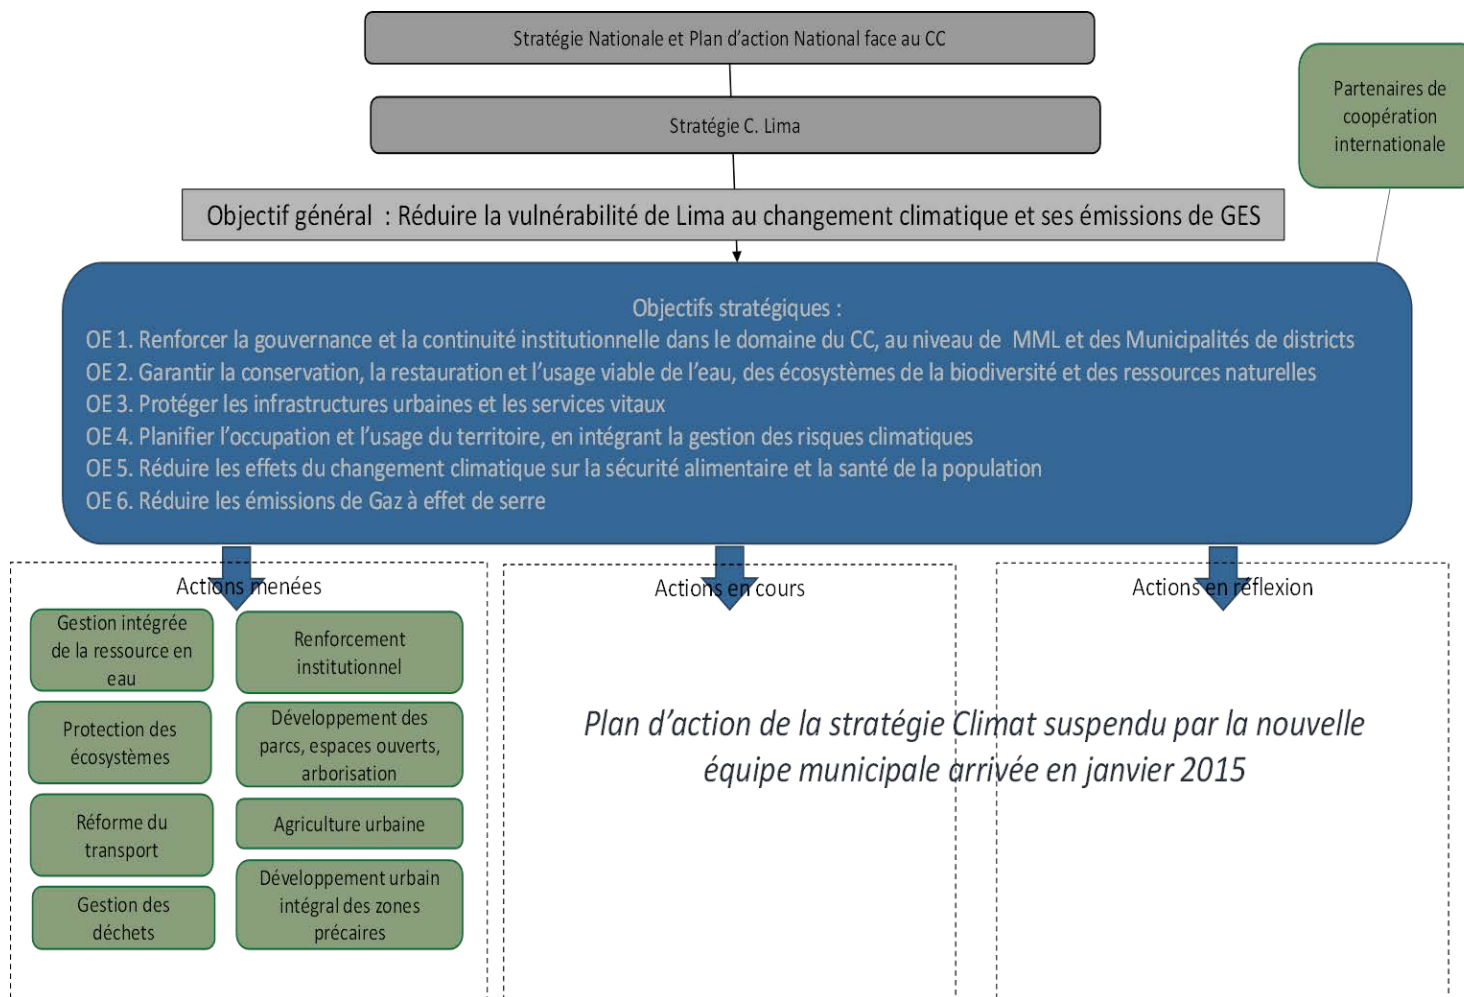 Stratégie Nationale et Plan d'action National face au CC
Stratégie C. Lima
Partenaires de
coopération
internationale
Objectif général : Réduire la vulnérabilité de Lima au changement climatique et ses émissions de GES
Objectifs stratégiques :
OE 1. Renforcer la gouvernance et la continuité institutionnelle dans le domaine du CC, au niveau de MML et des Municipalités de districts
OE 2. Garantir la conservation, la restauration et l'usage viable de l'eau, des écosystèmes de la biodiversité et des ressources naturelles
OE 3. Protéger les infrastructures urbaines et les services vitaux
OE 4. Planifier l'occupation et l'usage du territoire, en intégrant la gestion des risques climatiques
OE 5. Réduire les effets du changement climatique sur la sécurité alimentaire et la santé de la population
OE 6. Réduire les émissions de Gaz à effet de serre
Actions menées
Gestion intégrée
de la ressource en
eau
Renforcement
institutionnel
Protection des
écosystèmes
Développement des
parcs, espaces ouverts,
arborisation
Réforme du
transport
Agriculture urbaine
Gestion des
déchets
Développement urbain
intégral des zones
précaires
Actions en cours
Actions en réflexion
Plan d'action de la stratégie Climat suspendu par la nouvelle
équipe municipale arrivée en janvier 2015